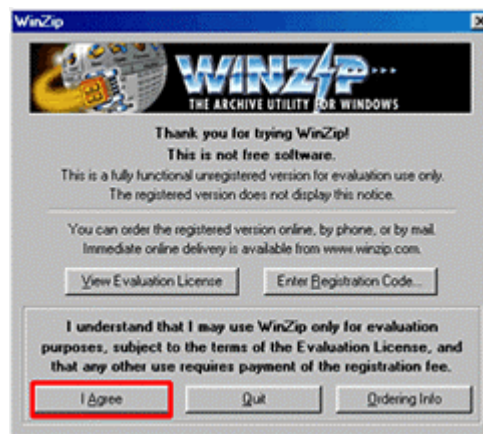 WinZip
WINZIP...
THE ARCHIVE UTILITY FOR WINDOWS
Thank you for trying WinZip!
This is not free software.
This is a fully functional unregistered version for evaluation use only.
The registered version does not display this notice.
You can order the registered version online, by phone, or by mail.
Immediate online delivery is available from www.winzip.com.
View Evaluation License
Enter Registration Code...
I understand that I may use WinZip only for evaluation
purposes, subject to the terms of the Evaluation License, and
that any other use requires payment of the registration fee.
I Agree
Quit
Ordering Info